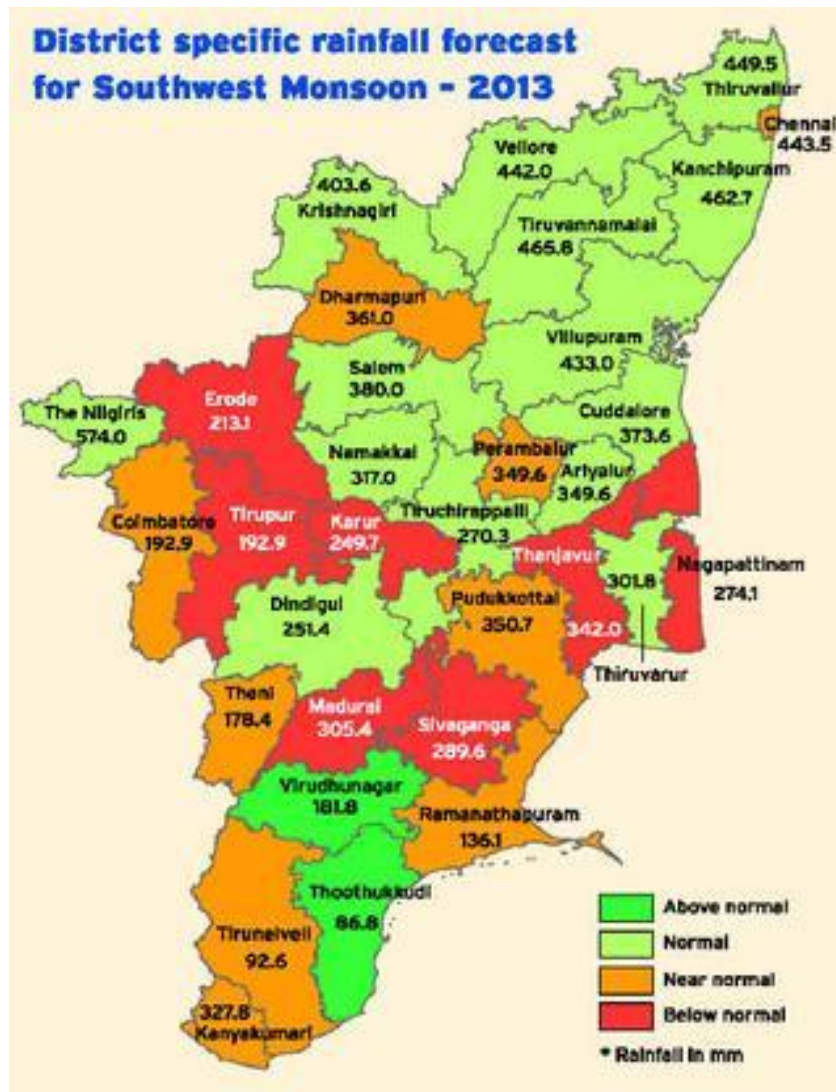 District specific rainfall forecast
for Southwest Monsoon - 2013
449.5
Thiruvallur
Chennai
443.5
Vellore
442.0
Kanchipuram
462.7
403.6
Krishnagiri
Tiruvannamalai
465.8
Dharmapuri
361.0
Villupuram
433.0
Salem
380.0
Erode
213.1
The Nilgiris
574.0
Cuddalore
373.6
Namakkal
317.0
Perambalur
349.6
Ariyalur
349.6
Coimbatore
192.9
Tirupur
192.9
Karur
249.7
Tiruchirappalli
270.3
Thanjavur
342.0
301.8
Thiruvarur
Nagapattinam
274.1
Dindigul
251.4
Pudukkottai
350.7
Theni
178.4
Madurai
305.4
Sivaganga
289.6
Virudhunagar
181.8
Ramanathapuram
136.1
Thoothukkudi
86.8
Tirunelveli
92.6
327.8
Kanyakumari
Above normal
Normal
Near normal
Below normal
* Rainfall in mm